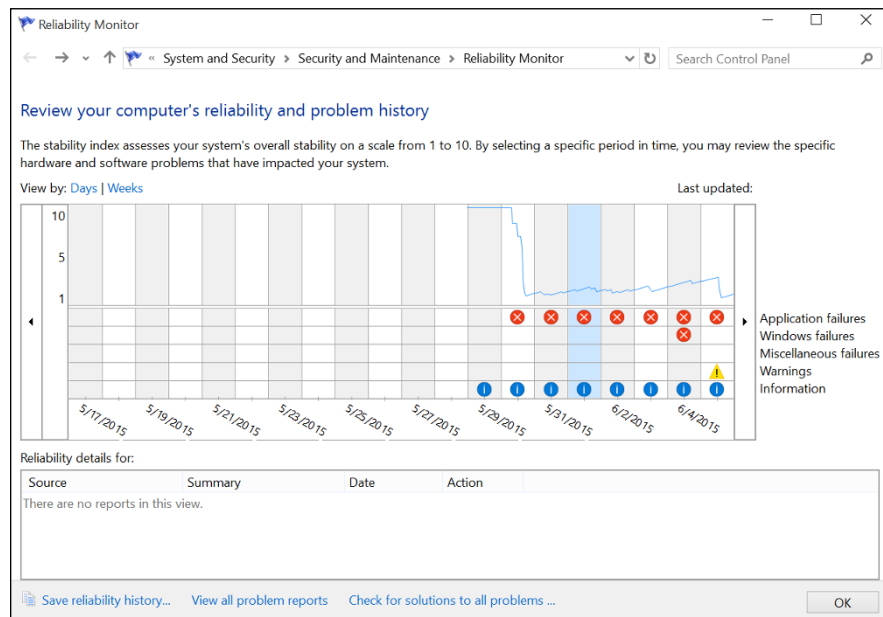 Reliability Monitor
« System and Security > Security and Maintenance > Reliability Monitor
Search Control Panel
Review your computer's reliability and problem history
The stability index assesses your system's overall stability on a scale from 1 to 10. By selecting a specific period in time, you may review the specific
hardware and software problems that have impacted your system.
View by: Days | Weeks
Last updated:
10
5
1
Application failures
Windows failures
Miscellaneous failures
Warnings
Information
5/17/2015 5/19/2015 5/21/2015 5/23/2015 5/25/2015 5/27/2015 5/29/2015 5/31/2015 6/2/2015 6/4/2015
Reliability details for:
Source Summary Date Action
There are no reports in this view.
Save reliability history... View all problem reports Check for solutions to all problems ...
OK